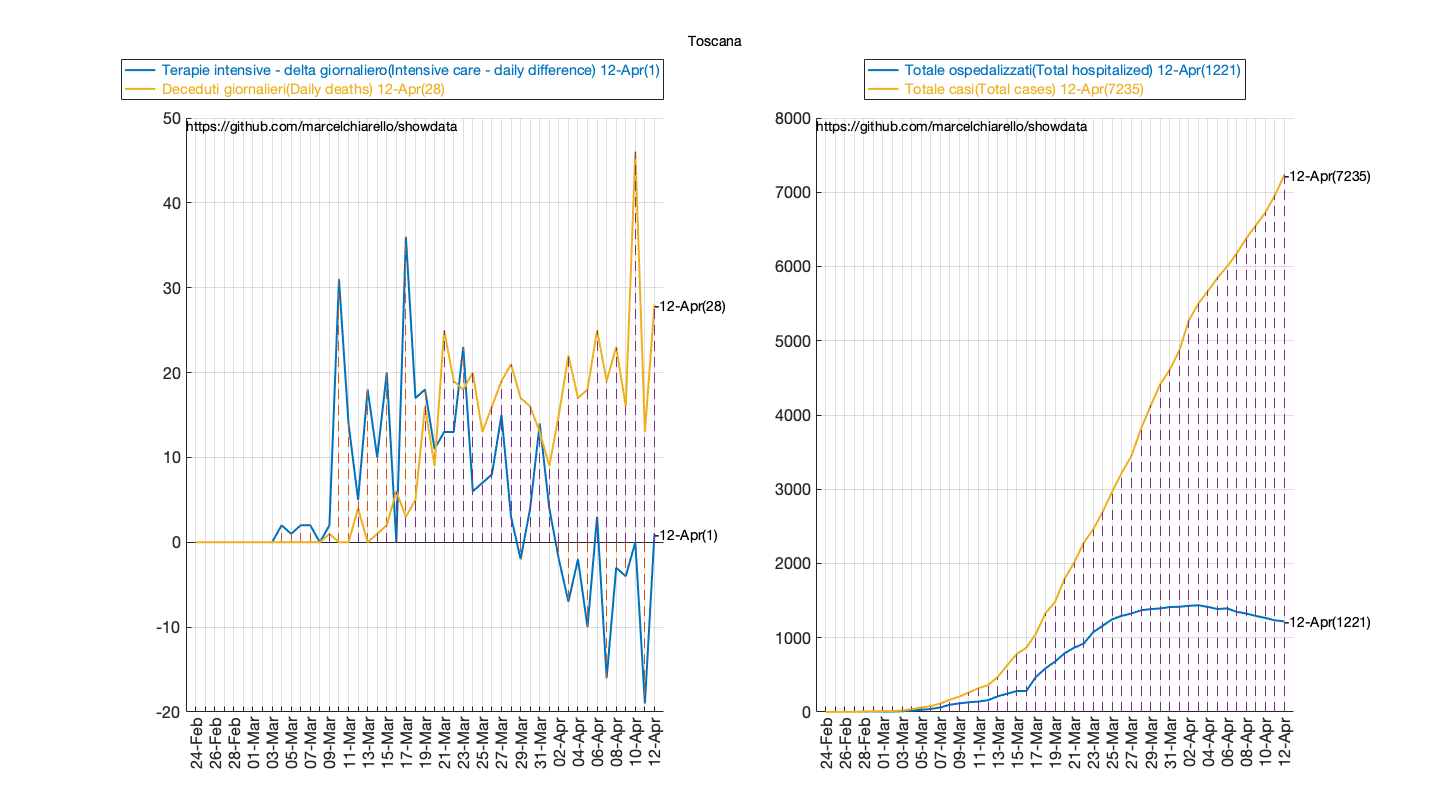 Toscana
Terapie intensive - delta giornaliero(Intensive care - daily difference) 12-Apr(1)
Deceduti giornalieri(Daily deaths) 12-Apr(28)
https://github.com/marcelchiarello/showdata
50
40
30
20
10
0
-10
-20
12-Apr(28)
12-Apr(1)
24-Feb
26-Feb
28-Feb
01-Mar
03-Mar
05-Mar
07-Mar
09-Mar
11-Mar
13-Mar
15-Mar
17-Mar
19-Mar
21-Mar
23-Mar
25-Mar
27-Mar
29-Mar
31-Mar
02-Apr
04-Apr
06-Apr
08-Apr
10-Apr
12-Apr
Totale ospedalizzati(Total hospitalized) 12-Apr(1221)
Totale casi(Total cases) 12-Apr(7235)
https://github.com/marcelchiarello/showdata
8000
7000
6000
5000
4000
3000
2000
1000
0
12-Apr(7235)
12-Apr(1221)
24-Feb
26-Feb
28-Feb
01-Mar
03-Mar
05-Mar
07-Mar
09-Mar
11-Mar
13-Mar
15-Mar
17-Mar
19-Mar
21-Mar
23-Mar
25-Mar
27-Mar
29-Mar
31-Mar
02-Apr
04-Apr
06-Apr
08-Apr
10-Apr
12-Apr